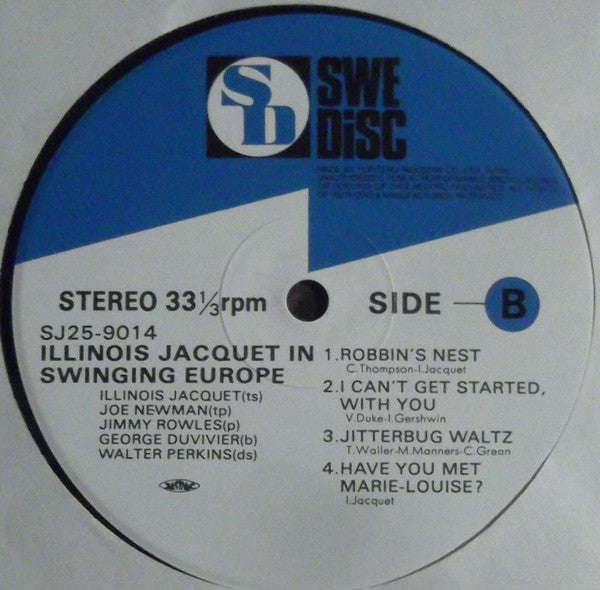 SD
SWE
DiSC
STEREO 33⅓rpm
SIDE — B
SJ25-9014
ILLINOIS JACQUET IN
SWINGING EUROPE
ILLINOIS JACQUET(ts)
JOE NEWMAN(tp)
JIMMY ROWLES(p)
GEORGE DUVIVIER(b)
WALTER PERKINS(ds)
1.ROBBIN'S NEST
C.Thompson-I.Jacquet
2.I CAN'T GET STARTED,
WITH YOU
V.Duke-I.Gershwin
3.JITTERBUG WALTZ
T.Waller-M.Manners-C.Grean
4.HAVE YOU MET
MARIE-LOUISE?
I.Jacquet